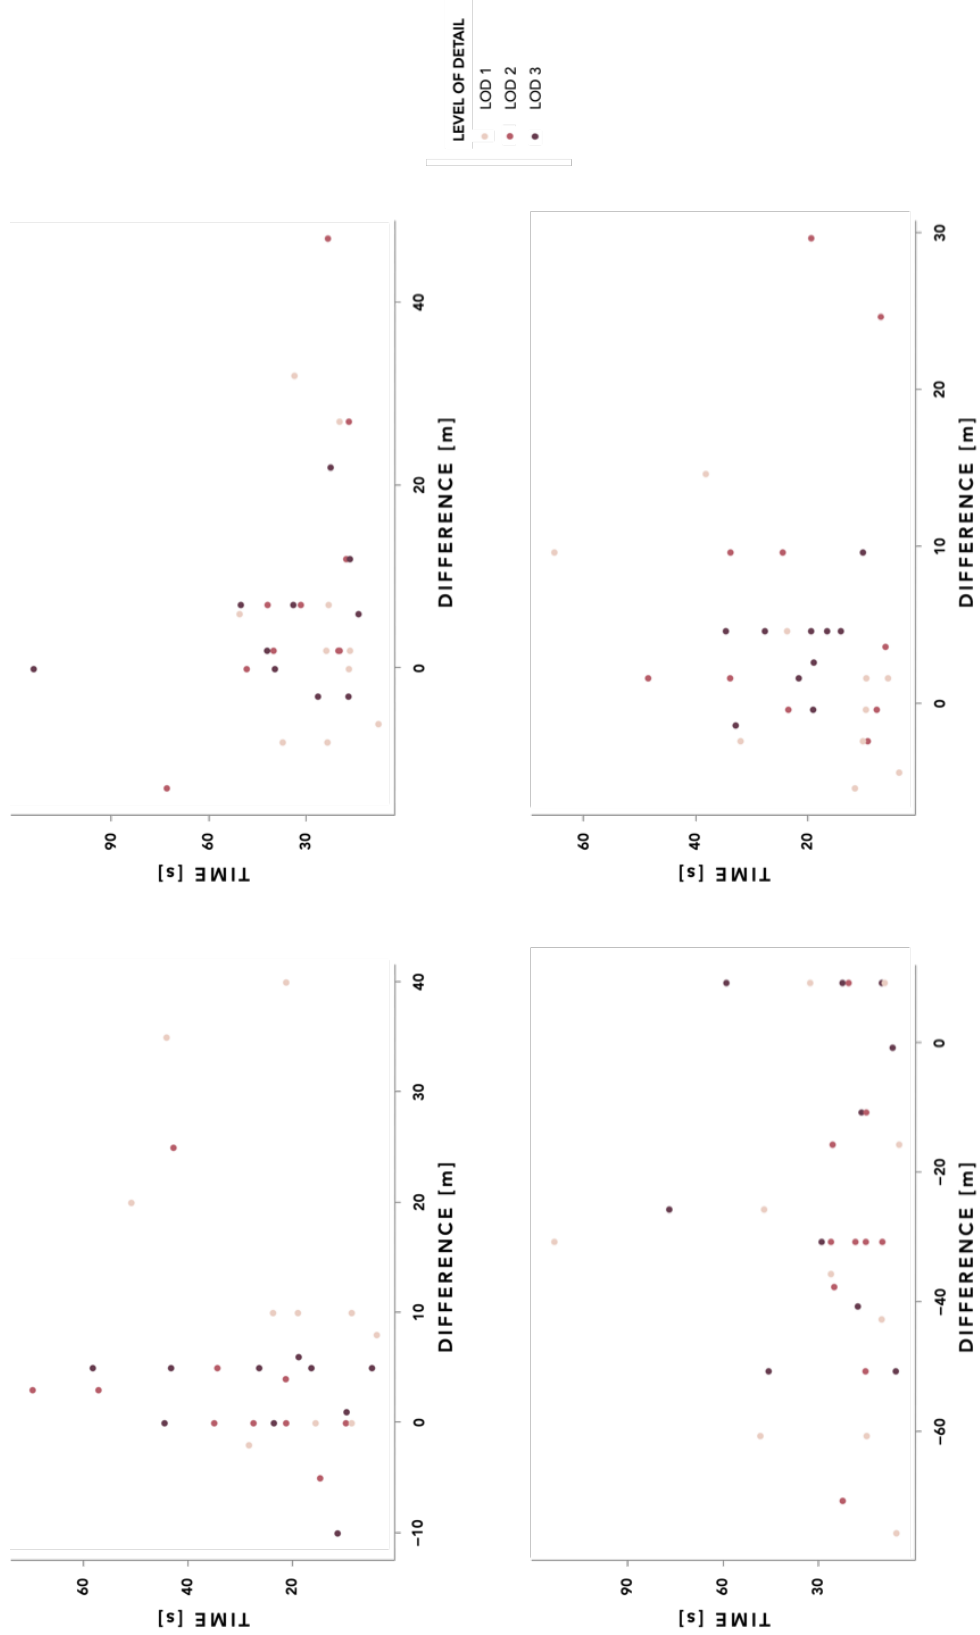 TIME [s]
60
40
20
−10 0 10 20 30 40
DIFFERENCE [m]
TIME [s]
90
60
30
0 20 40
DIFFERENCE [m]
LEVEL OF DETAIL
LOD 1
LOD 2
LOD 3
TIME [s]
90
60
30
−60 −40 −20 0
DIFFERENCE [m]
TIME [s]
60
40
20
0 10 20 30
DIFFERENCE [m]